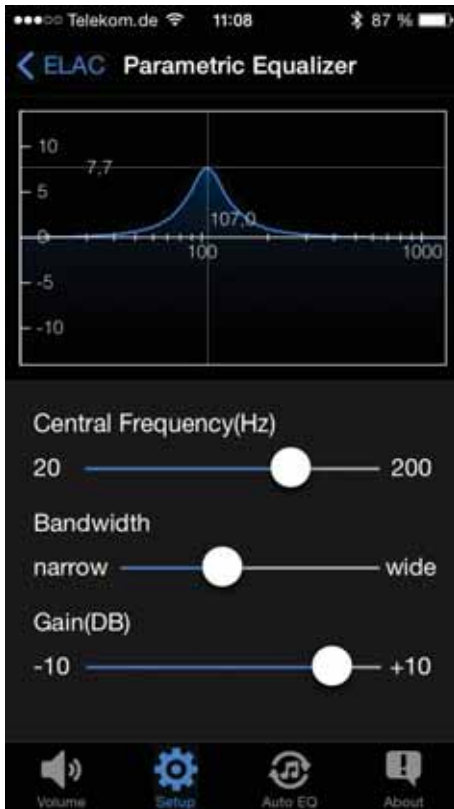 Telekom.de 11:08 87 %
ELAC Parametric Equalizer
10
7,7
5
107,0
0
100 1000
-5
-10
Central Frequency(Hz)
20 200
Bandwidth
narrow wide
Gain(DB)
-10 +10
Volume Setup Auto EQ About